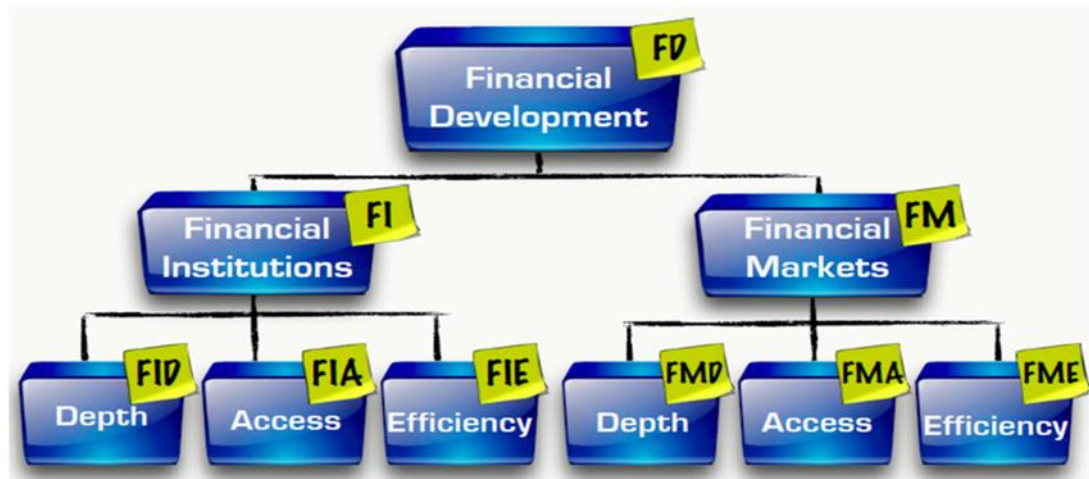 FD
Financial
Development
FI
Financial
Institutions
FM
Financial
Markets
FID
Depth
FIA
Access
FIE
Efficiency
FMD
Depth
FMA
Access
FME
Efficiency